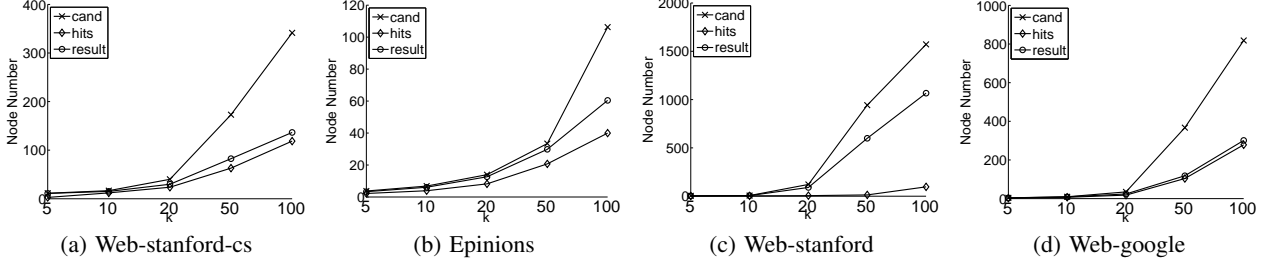 400
300
200
100
0
Node Number
cand
hits
result
5
10
20
50
100
k
(a) Web-stanford-cs
120
100
80
60
40
20
0
Node Number
cand
hits
result
5
10
20
50
100
k
(b) Epinions
2000
1500
1000
500
0
Node Number
cand
hits
result
5
10
20
50
100
k
(c) Web-stanford
1000
800
600
400
200
0
Node Number
cand
hits
result
5
10
20
50
100
k
(d) Web-google